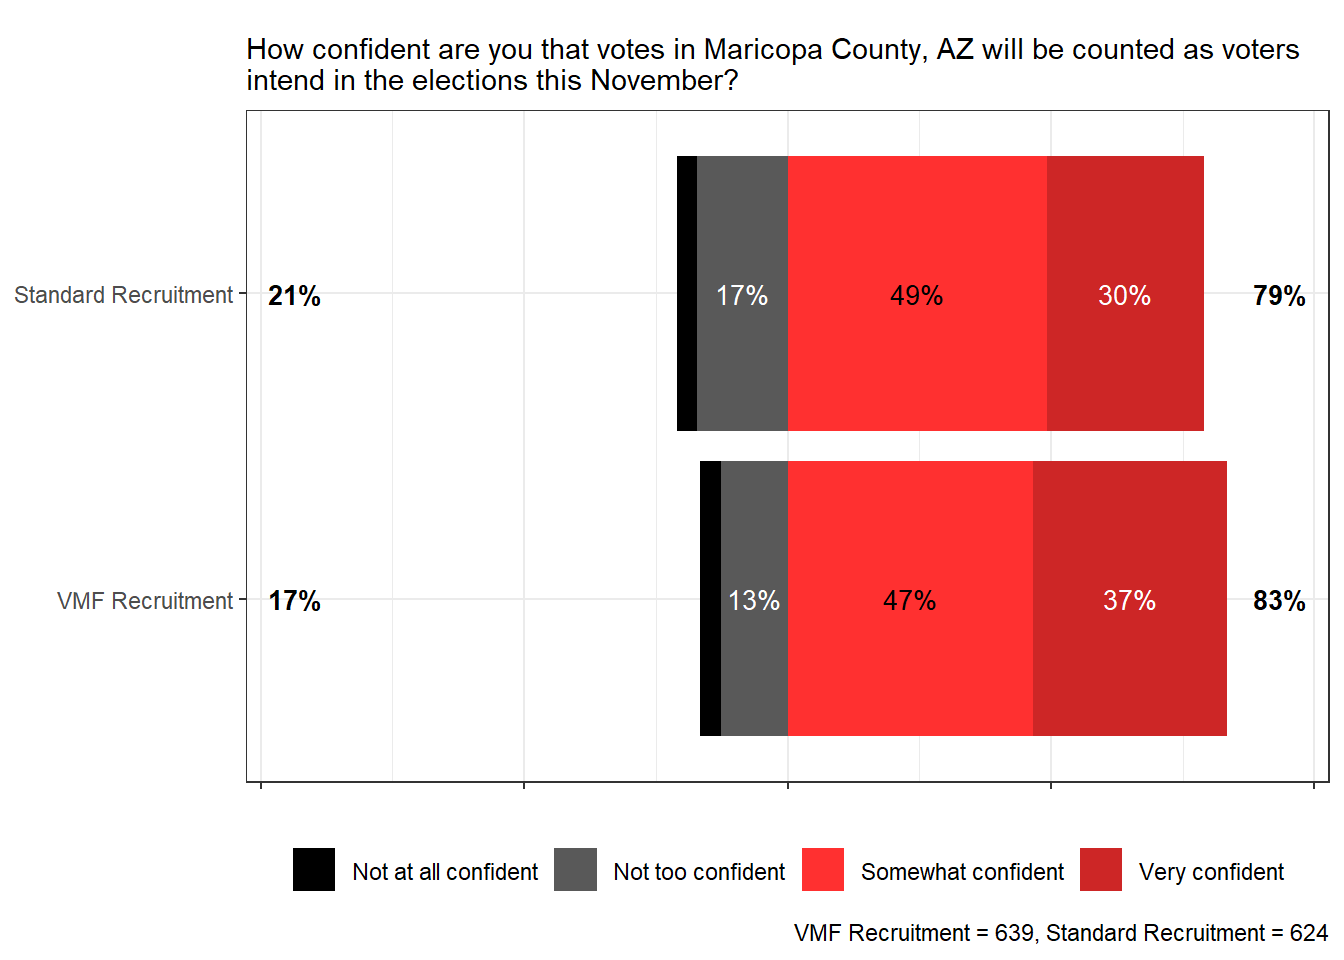 How confident are you that votes in Maricopa County, AZ will be counted as voters
intend in the elections this November?
Standard Recruitment 21% 17% 49% 30% 79%
VMF Recruitment 17% 13% 47% 37% 83%
Not at all confident Not too confident Somewhat confident Very confident
VMF Recruitment = 639, Standard Recruitment = 624